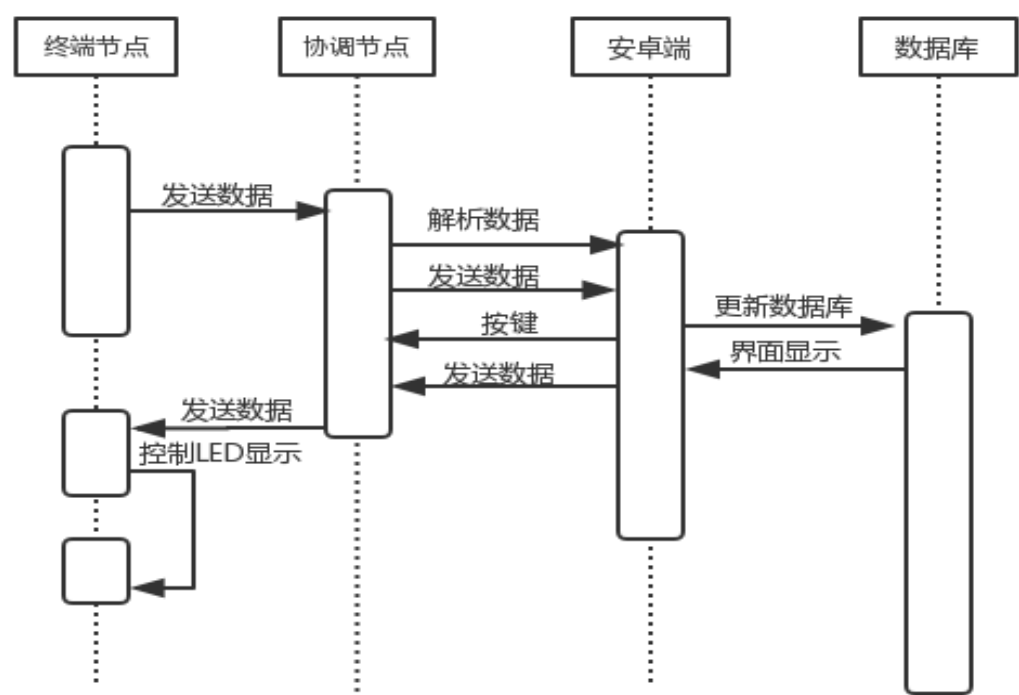 终端节点
协调节点
安卓端
数据库
发送数据
解析数据
发送数据
更新数据库
按键
界面显示
发送数据
发送数据
控制LED显示